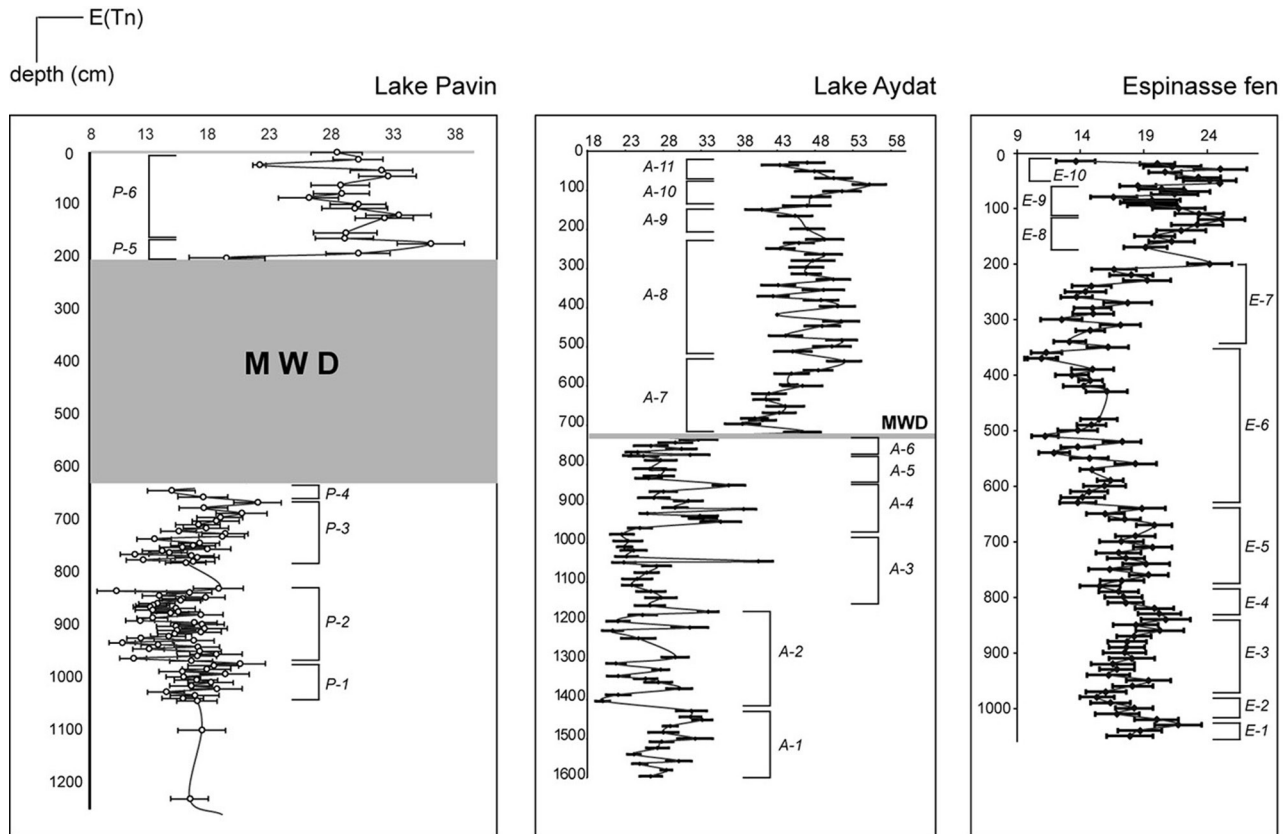 E(Tn)
depth (cm)
Lake Pavin
8 13 18 23 28 33 38
0
100
200
300
400
500
600
700
800
900
1000
1100
1200
P-6
P-5
M W D
P-4
P-3
P-2
P-1
Lake Aydat
18 23 28 33 38 43 48 53 58
0
100
200
300
400
500
600
700
800
900
1000
1100
1200
1300
1400
1500
1600
A-11
A-10
A-9
A-8
A-7
MWD
A-6
A-5
A-4
A-3
A-2
A-1
Espinasse fen
9 14 19 24
0
100
200
300
400
500
600
700
800
900
1000
E-10
E-9
E-8
E-7
E-6
E-5
E-4
E-3
E-2
E-1